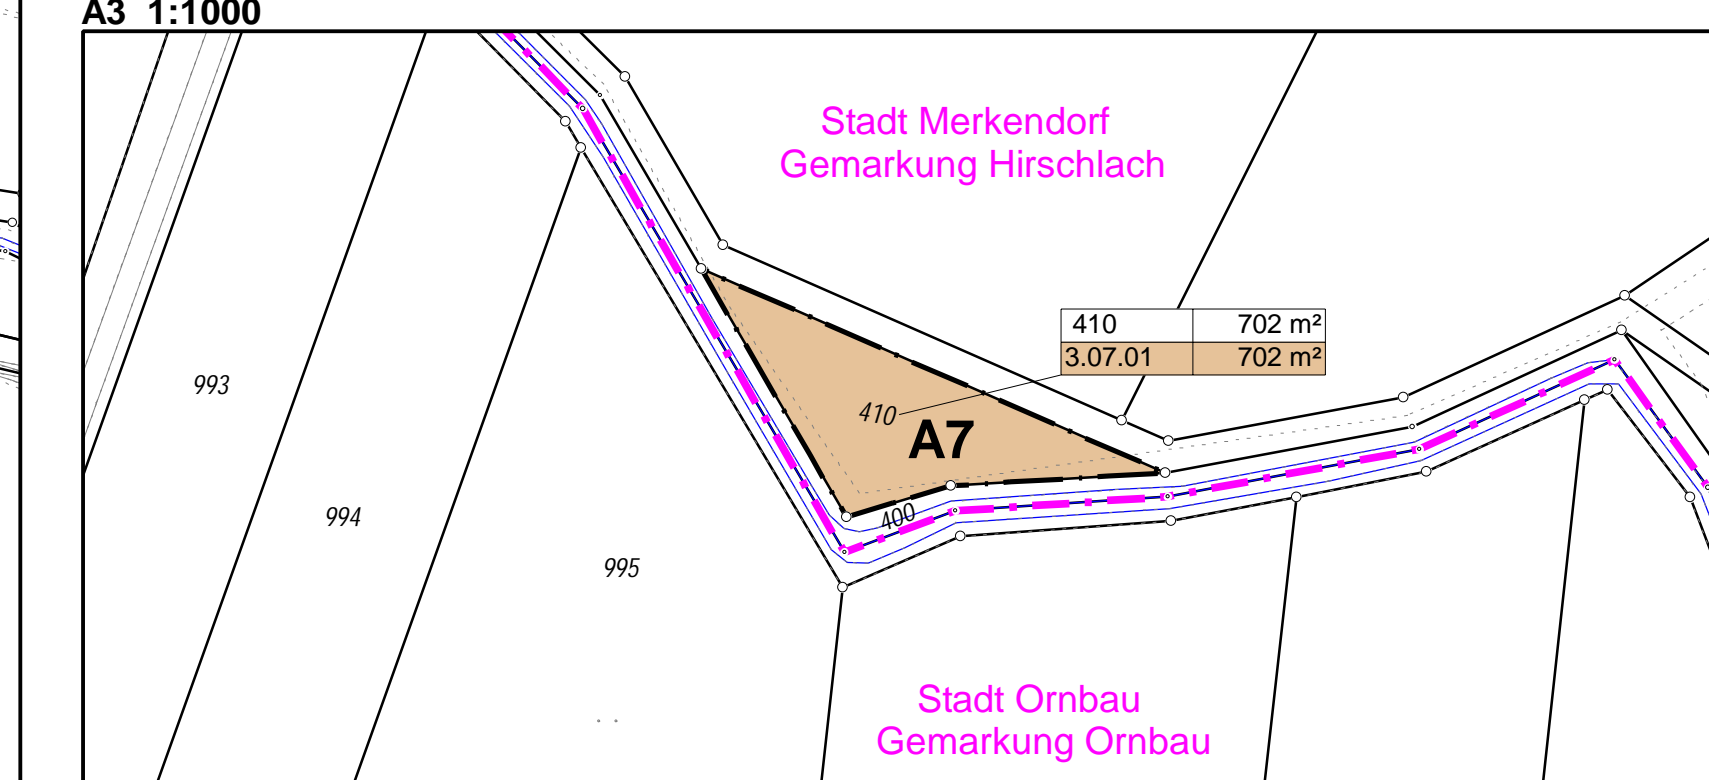 A3 1:1000
Stadt Merkendorf
Gemarkung Hirschlach
410 702 m²
3.07.01 702 m²
993
410
A7
994
400
995
Stadt Ornbau
Gemarkung Ornbau